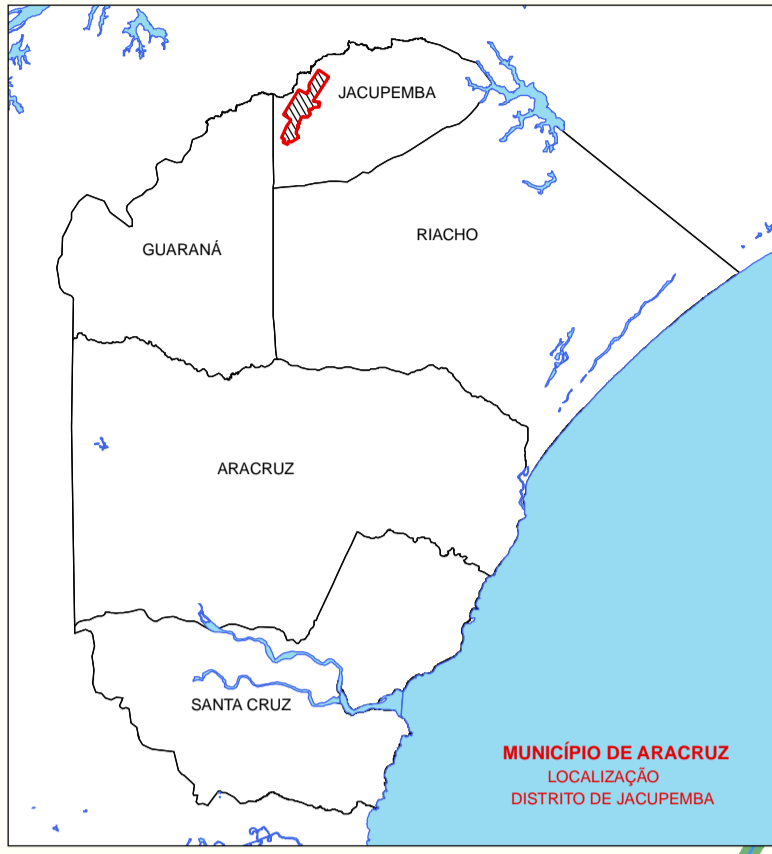 JACUPEMBA
RIACHO
GUARANÁ
ARACRUZ
SANTA CRUZ
MUNICÍPIO DE ARACRUZ
LOCALIZAÇÃO
DISTRITO DE JACUPEMBA